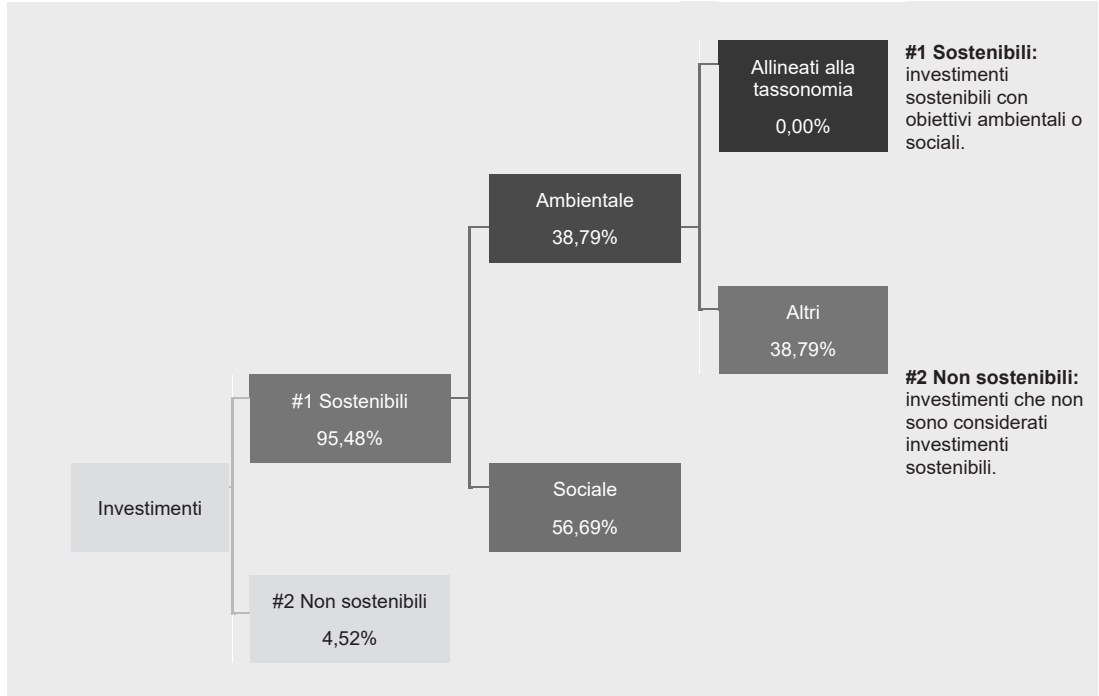 Allineati alla
tassonomia
0,00%
#1 Sostenibili:
investimenti
sostenibili con
obiettivi ambientali o
sociali.
Ambientale
38,79%
Altri
38,79%
#2 Non sostenibili:
investimenti che non
sono considerati
investimenti
sostenibili.
#1 Sostenibili
95,48%
Investimenti
Sociale
56,69%
#2 Non sostenibili
4,52%